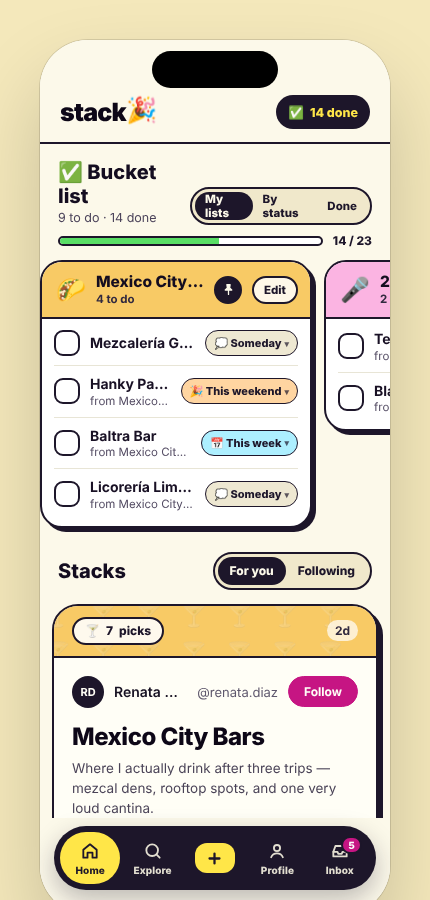 stack🎉
✅ 14 done
✅ Bucket list
9 to do · 14 done
My lists
By status
Done
14 / 23
🌮 Mexico City…
4 to do
Edit
🎤 2
2
Mezcalería G…
💭 Someday ▾
Hanky Pa…
from Mexico…
🎉 This weekend ▾
Baltra Bar
from Mexico Cit…
📅 This week ▾
Licorería Lim…
from Mexico City…
💭 Someday ▾
Te
fro
Bla
fro
Stacks
For you
Following
🍸 7 picks
2d
RD
Renata …
@renata.diaz
Follow
Mexico City Bars
Where I actually drink after three trips —
mezcal dens, rooftop spots, and one very
loud cantina.
Home
Explore
Profile
Inbox
5